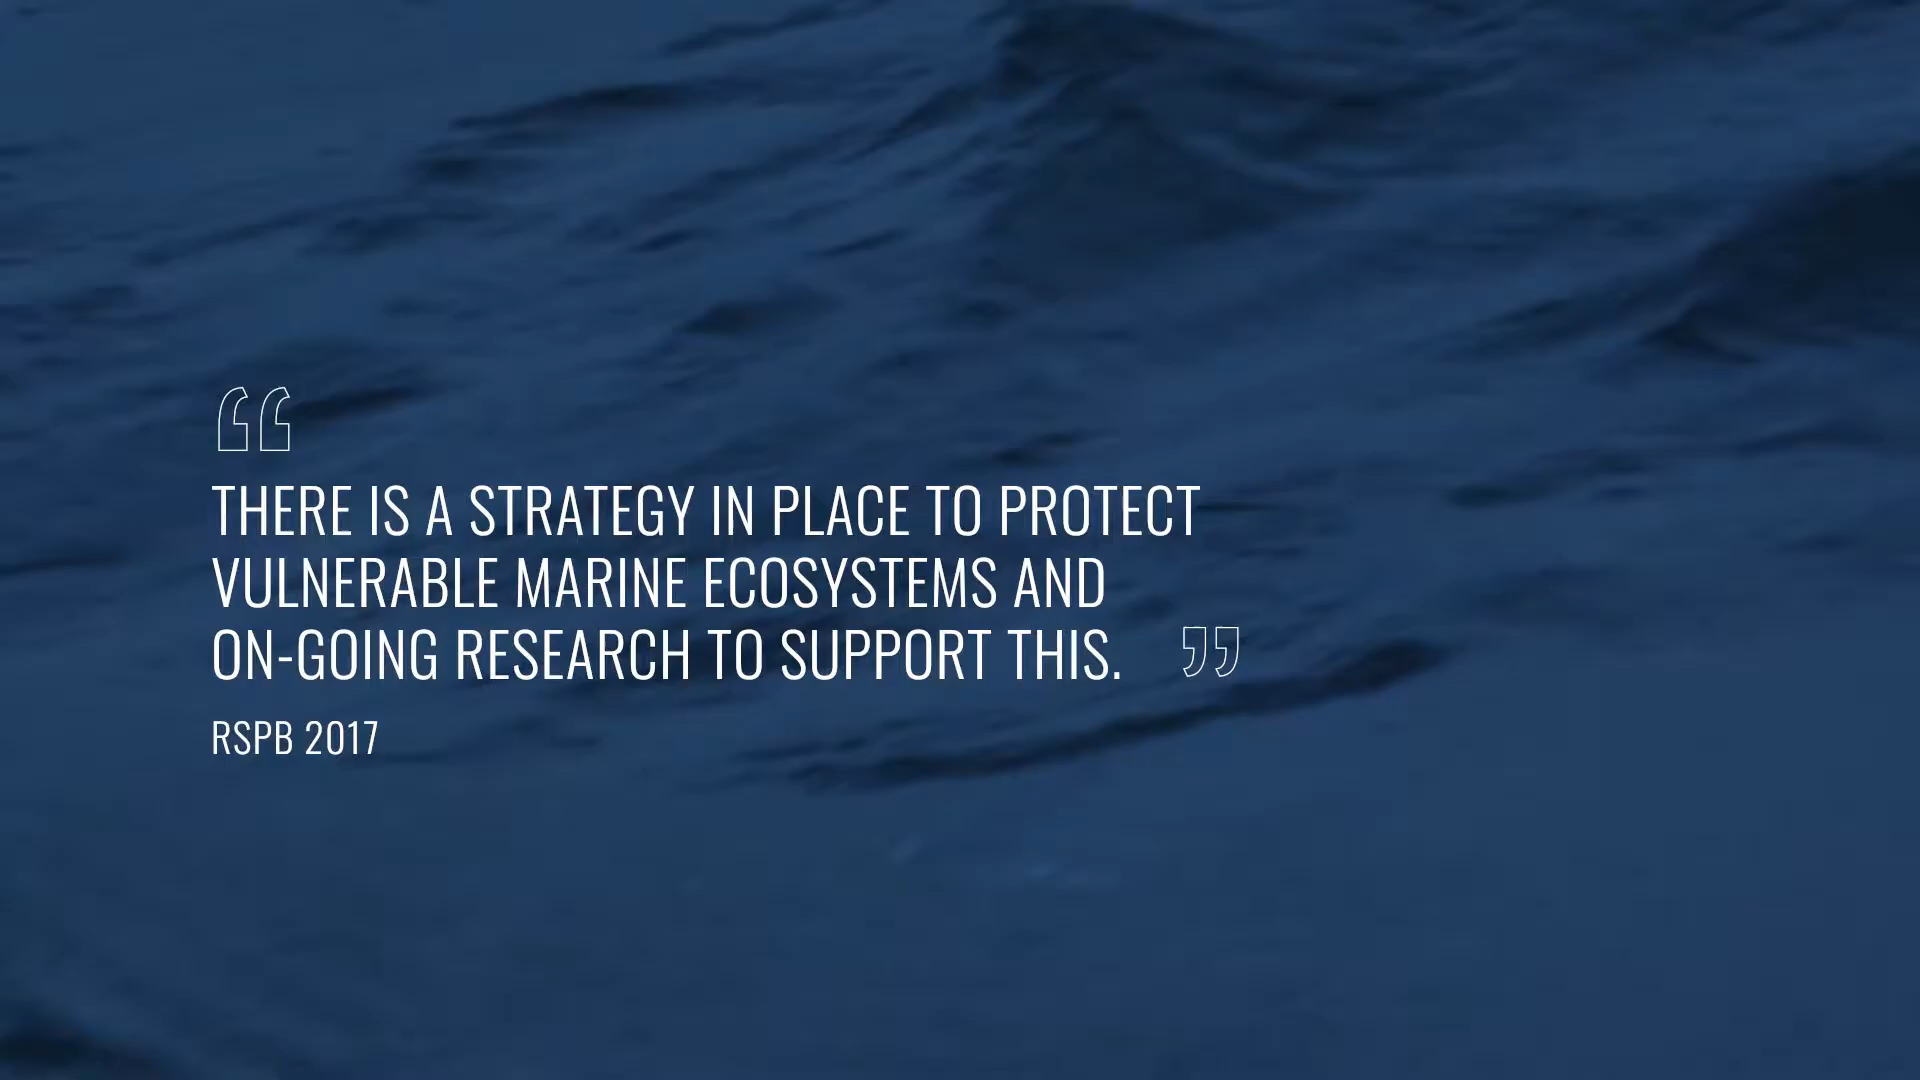 “
THERE IS A STRATEGY IN PLACE TO PROTECT
VULNERABLE MARINE ECOSYSTEMS AND
ON-GOING RESEARCH TO SUPPORT THIS. ”
RSPB 2017